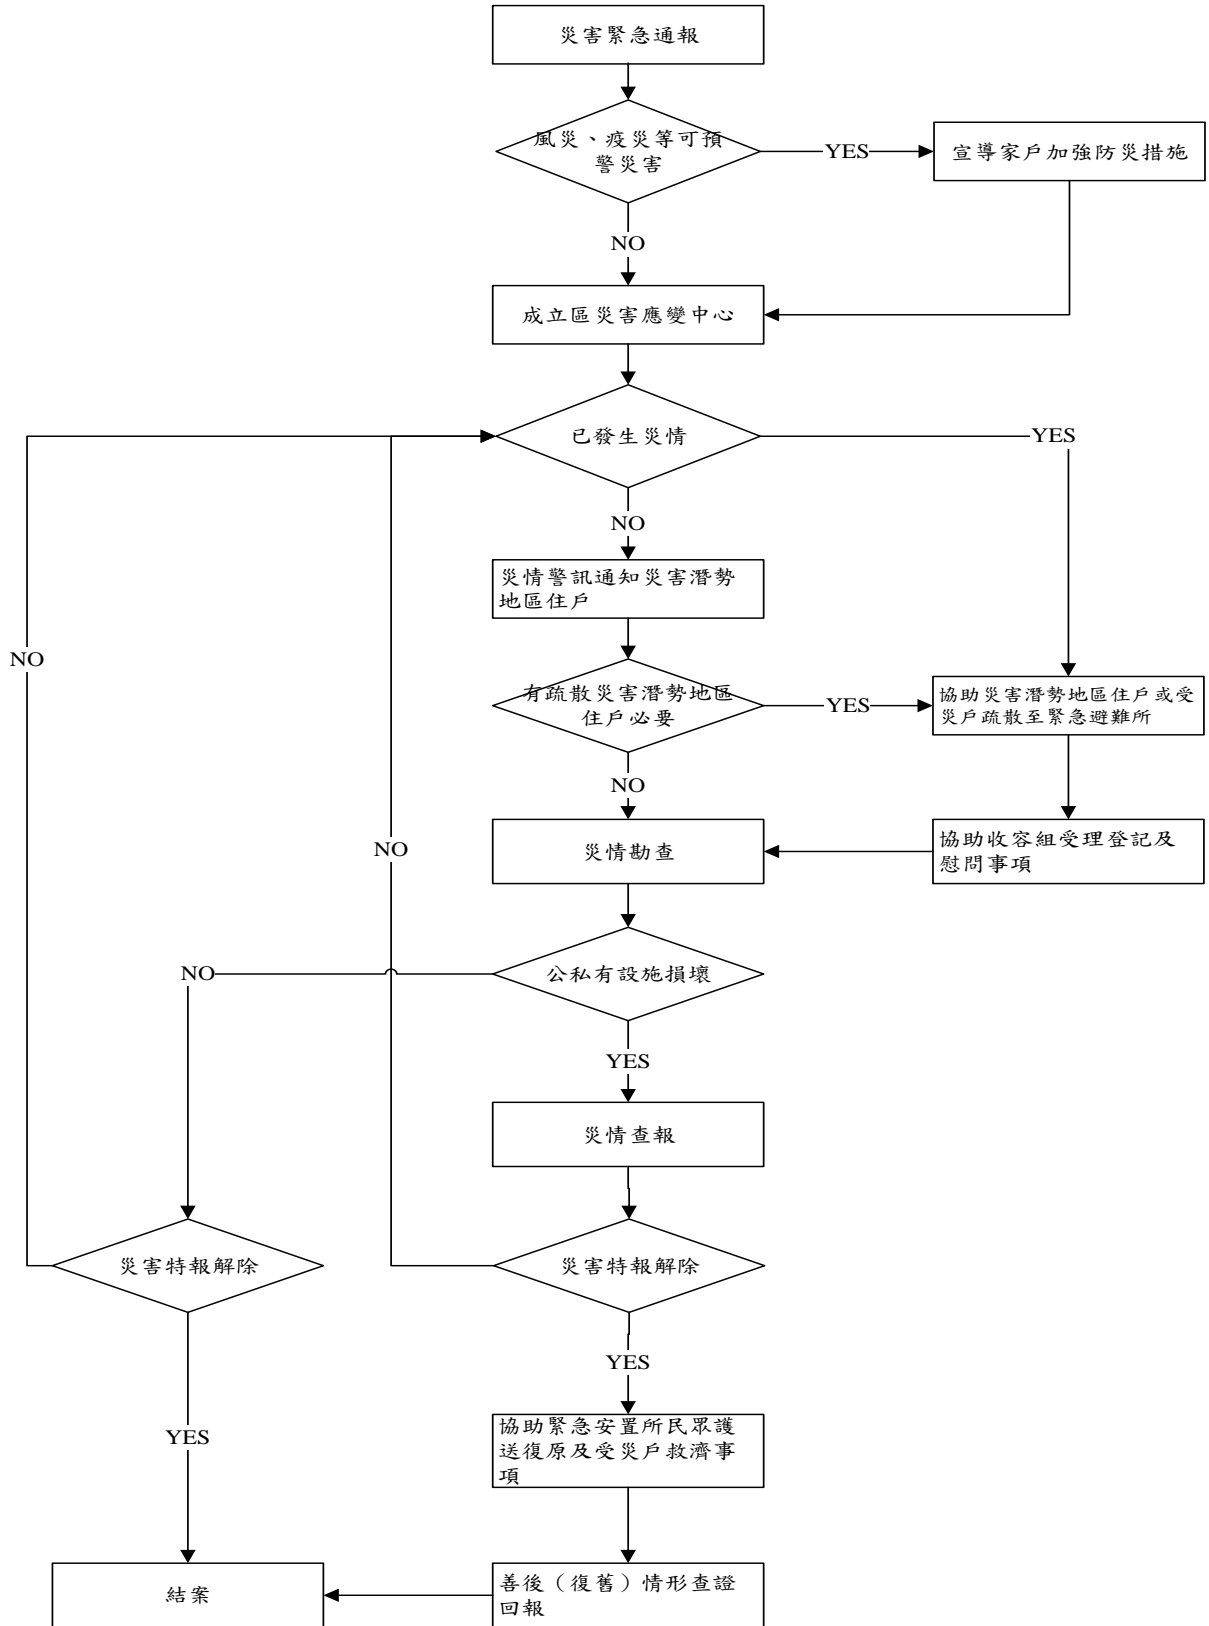 災害緊急通報
風災、疫災等可預
警災害
YES
宣導家戶加強防災措施
NO
成立區災害應變中心
已發生災情
YES
NO
災情警訊通知災害潛勢
地區住戶
NO
有疏散災害潛勢地區
住戶必要
YES
協助災害潛勢地區住戶或受
災戶疏散至緊急避難所
NO
災情勘查
NO
協助收容組受理登記及
慰問事項
NO
公私有設施損壞
YES
災情查報
災害特報解除
災害特報解除
YES
YES
協助緊急安置所民眾護
送復原及受災戶救濟事
項
結案
善後（復舊）情形查證
回報